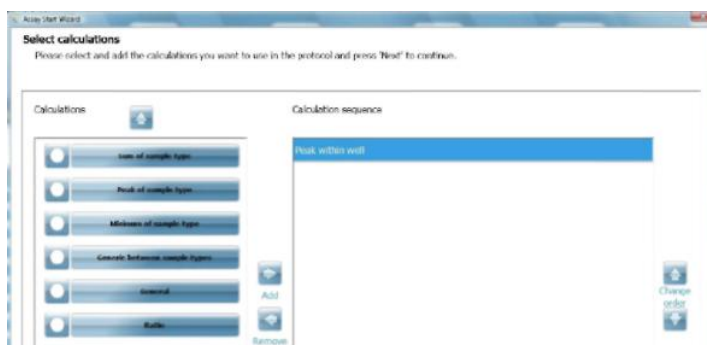 Assay Start Wizard
Select calculations
Please select and add the calculations you want to use in the protocol and press 'Next' to continue.
Calculations
Calculation sequence
Sum of sample type
Peak within well
Peak of sample type
Minimum of sample type
Generic between sample types
General
Add
Change
order
Ratio
Remove